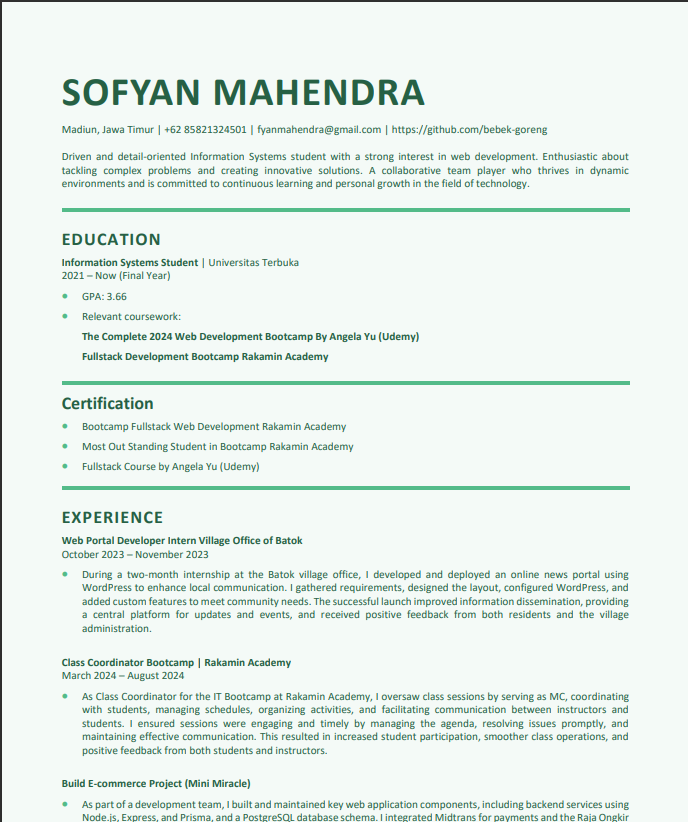 SOFYAN MAHENDRA
Madiun, Jawa Timur | +62 85821324501 | fyanmahendra@gmail.com | https://github.com/bebek-goreng
Driven and detail-oriented Information Systems student with a strong interest in web development. Enthusiastic about
tackling complex problems and creating innovative solutions. A collaborative team player who thrives in dynamic
environments and is committed to continuous learning and personal growth in the field of technology.
EDUCATION
Information Systems Student | Universitas Terbuka
2021 – Now (Final Year)
• GPA: 3.66
• Relevant coursework:
The Complete 2024 Web Development Bootcamp By Angela Yu (Udemy)
Fullstack Development Bootcamp Rakamin Academy
Certification
• Bootcamp Fullstack Web Development Rakamin Academy
• Most Out Standing Student in Bootcamp Rakamin Academy
• Fullstack Course by Angela Yu (Udemy)
EXPERIENCE
Web Portal Developer Intern Village Office of Batok
October 2023 – November 2023
• During a two-month internship at the Batok village office, I developed and deployed an online news portal using
WordPress to enhance local communication. I gathered requirements, designed the layout, configured WordPress, and
added custom features to meet community needs. The successful launch improved information dissemination, providing
a central platform for updates and events, and received positive feedback from both residents and the village
administration.
Class Coordinator Bootcamp | Rakamin Academy
March 2024 – August 2024
• As Class Coordinator for the IT Bootcamp at Rakamin Academy, I oversaw class sessions by serving as MC, coordinating
with students, managing schedules, organizing activities, and facilitating communication between instructors and
students. I ensured sessions were engaging and timely by managing the agenda, resolving issues promptly, and
maintaining effective communication. This resulted in increased student participation, smoother class operations, and
positive feedback from both students and instructors.
Build E-commerce Project (Mini Miracle)
• As part of a development team, I built and maintained key web application components, including backend services using
Node.js, Express, and Prisma, and a PostgreSQL database schema. I integrated Midtrans for payments and the Raja Ongkir